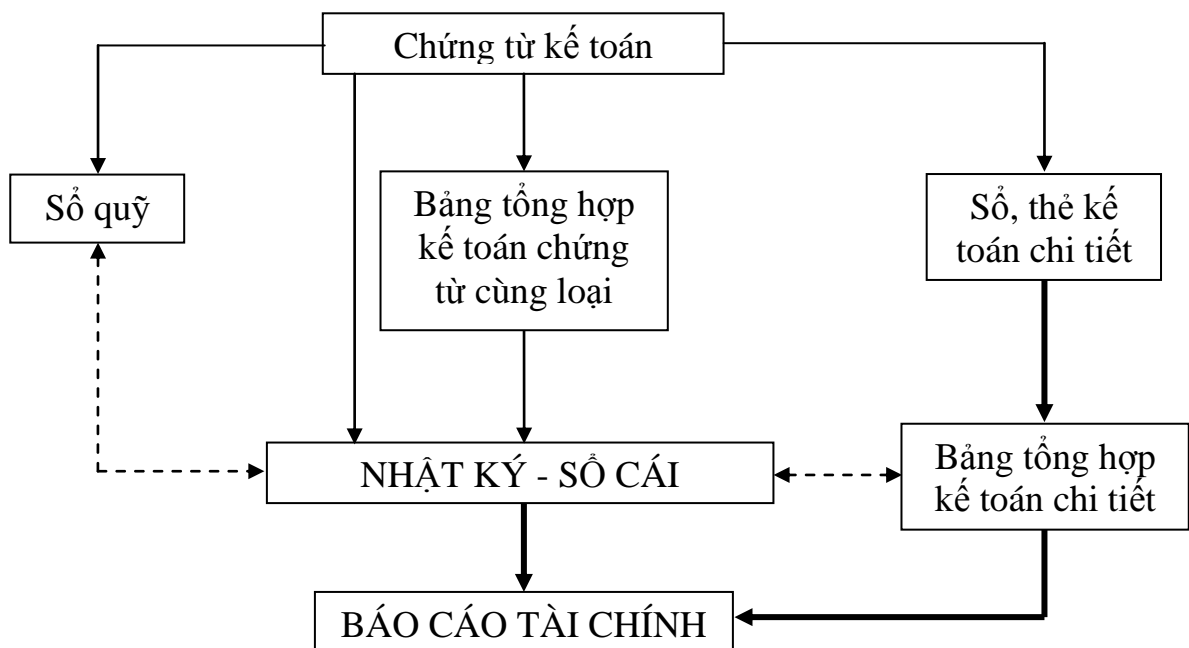 Chứng từ kế toán
Sổ quỹ
Bảng tổng hợp
kế toán chứng
từ cùng loại
Sổ, thẻ kế
toán chi tiết
NHẬT KÝ - SỔ CÁI
Bảng tổng hợp
kế toán chi tiết
BÁO CÁO TÀI CHÍNH